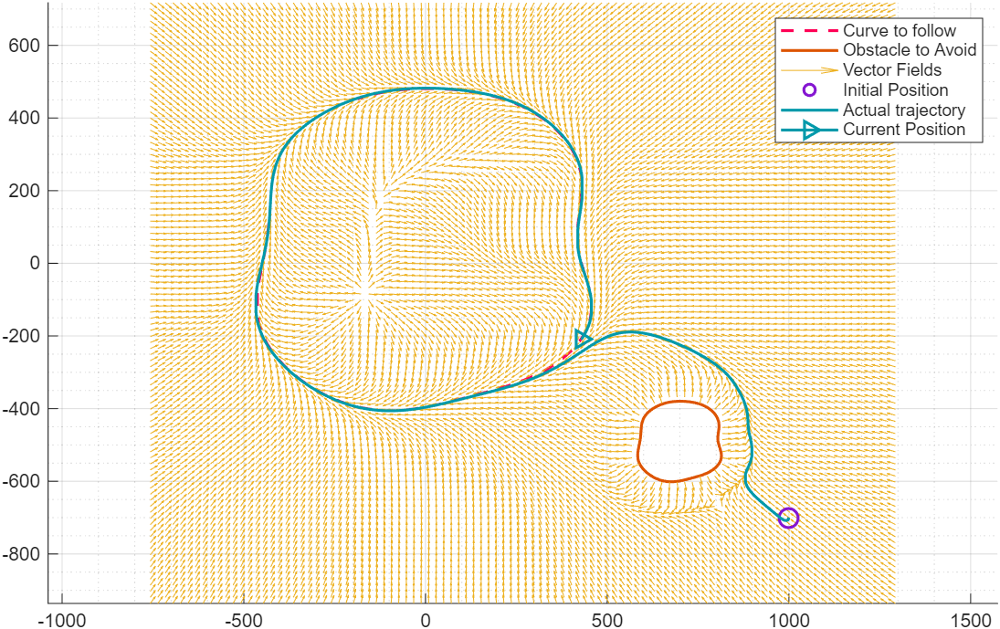 600
400
200
0
-200
-400
-600
-800
-1000
-500
0
500
1000
1500
Curve to follow
Obstacle to Avoid
Vector Fields
Initial Position
Actual trajectory
Current Position